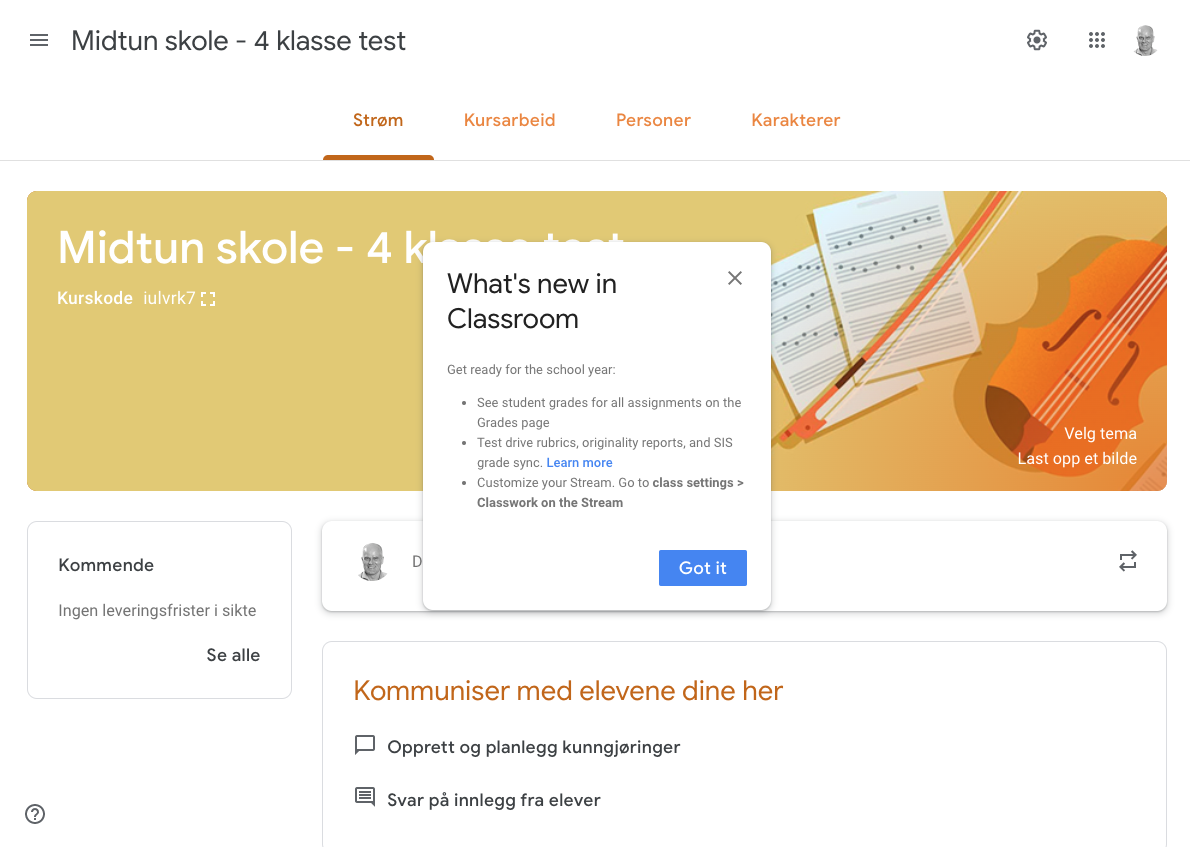 Midtun skole - 4 klasse test
Strøm
Kursarbeid
Personer
Karakterer
Midtun skole - 4 klasse test
Kurskode iulvrk7
What's new in
Classroom
Get ready for the school year:
See student grades for all assignments on the
Grades page
Test drive rubrics, originality reports, and SIS
grade sync. Learn more
Customize your Stream. Go to class settings >
Classwork on the Stream
Got it
Velg tema
Last opp et bilde
Kommende
Ingen leveringsfrister i sikte
Se alle
D
Kommuniser med elevene dine her
Opprett og planlegg kunngjøringer
Svar på innlegg fra elever